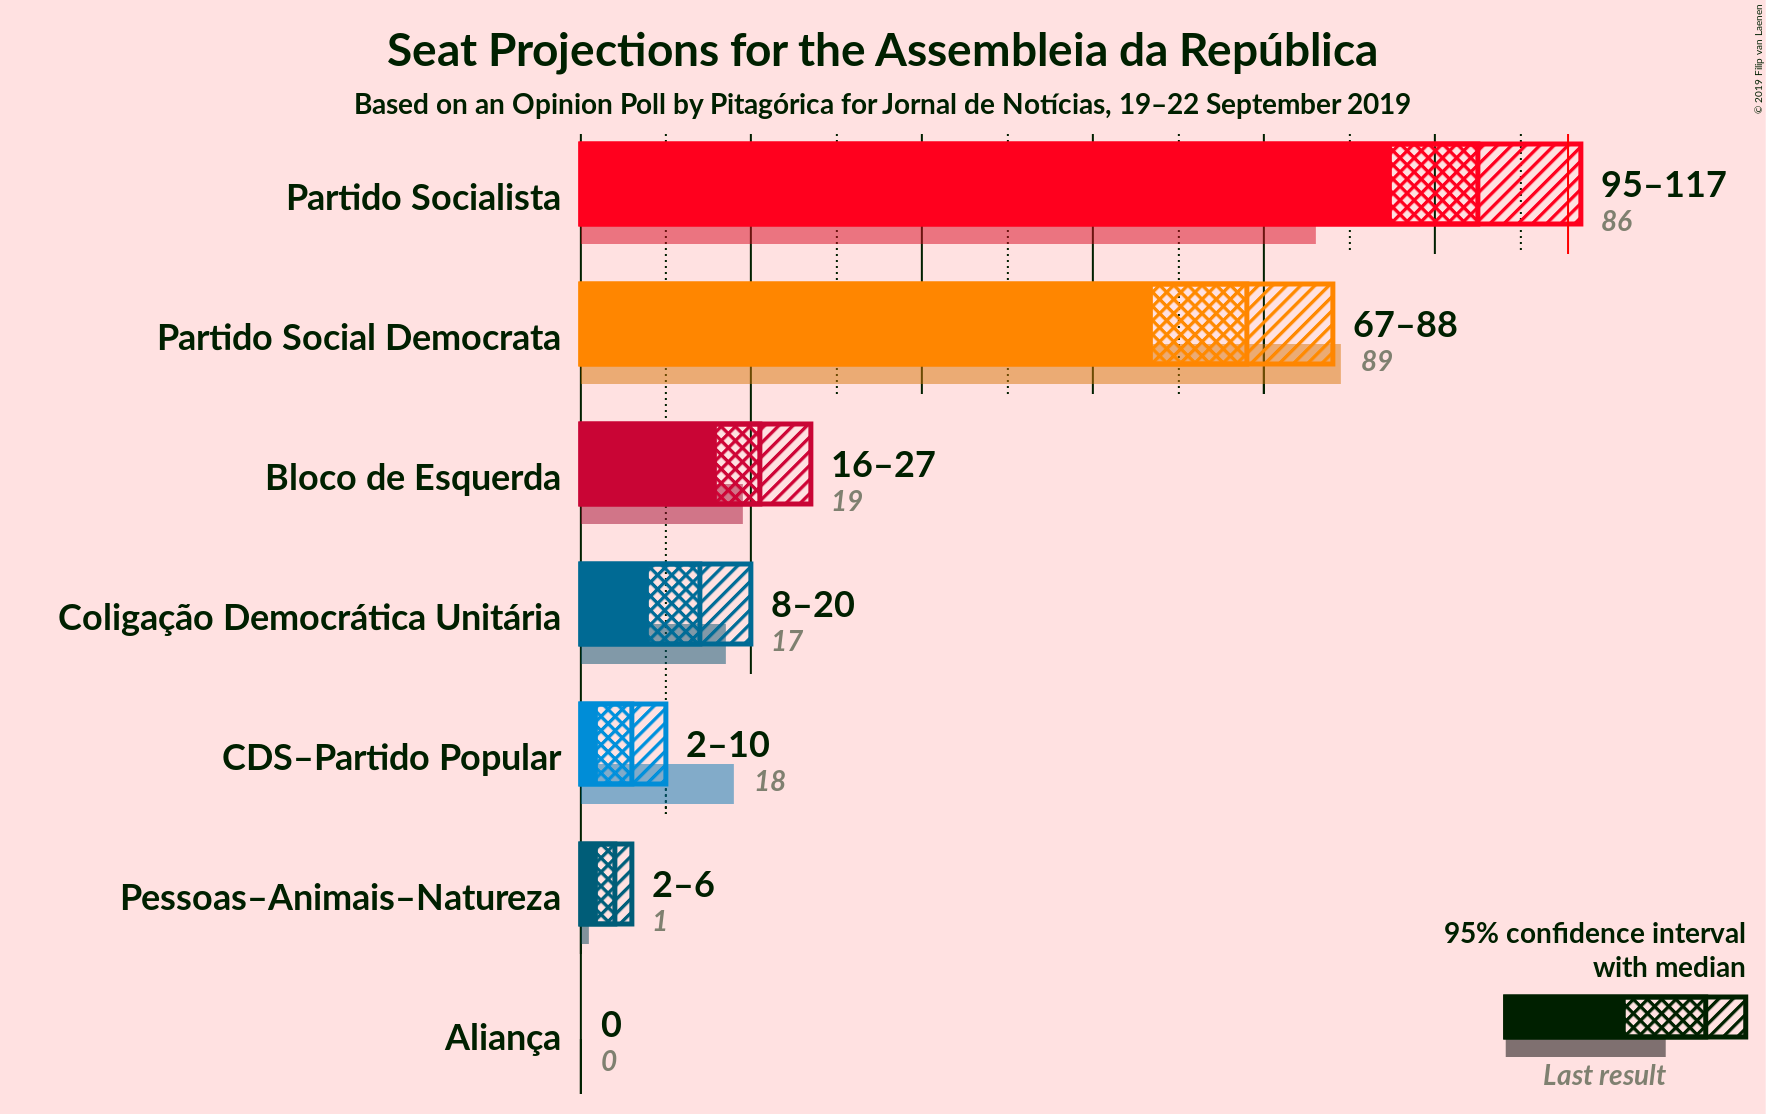 Seat Projections for the Assembleia da República
Based on an Opinion Poll by Pitagórica for Jornal de Notícias, 19–22 September 2019
© 2019 Filip van Laenen
Partido Socialista
95–117
86
Partido Social Democrata
67–88
89
Bloco de Esquerda
16–27
19
Coligação Democrática Unitária
8–20
17
CDS–Partido Popular
2–10
18
Pessoas–Animais–Natureza
2–6
1
Aliança
0
0
95% confidence interval
with median
Last result